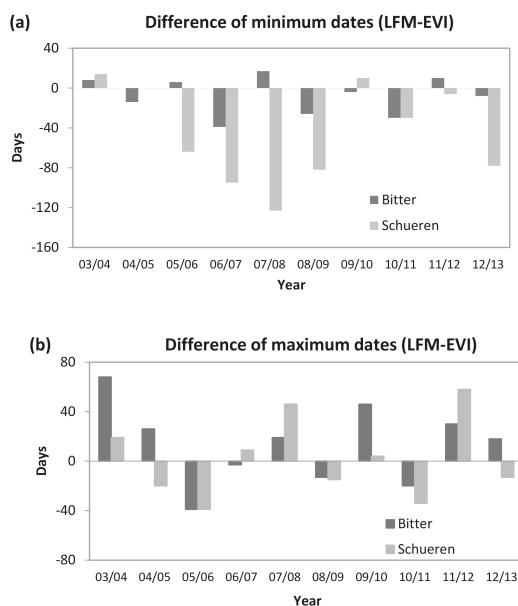 (a) Difference of minimum dates (LFM-EVI)
40
0
-40
-80
-120
-160
Days
Bitter
Schueren
03/04 04/05 05/06 06/07 07/08 08/09 09/10 10/11 11/12 12/13
Year
(b) Difference of maximum dates (LFM-EVI)
80
40
0
-40
-80
Days
Bitter
Schueren
03/04 04/05 05/06 06/07 07/08 08/09 09/10 10/11 11/12 12/13
Year